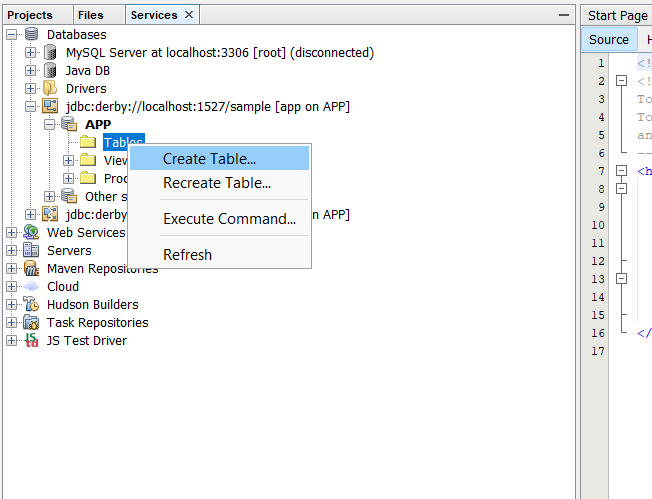 Projects Files Services
Databases
MySQL Server at localhost:3306 [root] (disconnected)
Java DB
Drivers
jdbc:derby://localhost:1527/sample [app on APP]
APP
Tables
View
Proc
Other s
jdbc:derby on APP]
Web Services
Servers
Maven Repositories
Cloud
Hudson Builders
Task Repositories
JS Test Driver
Create Table...
Recreate Table...
Execute Command...
Refresh
Start Page
Source H
1 <!
2 <!
3 To
4 To
5 an
6 --
7 <h
8
9
10
11
12
13
14
15
16 </
17